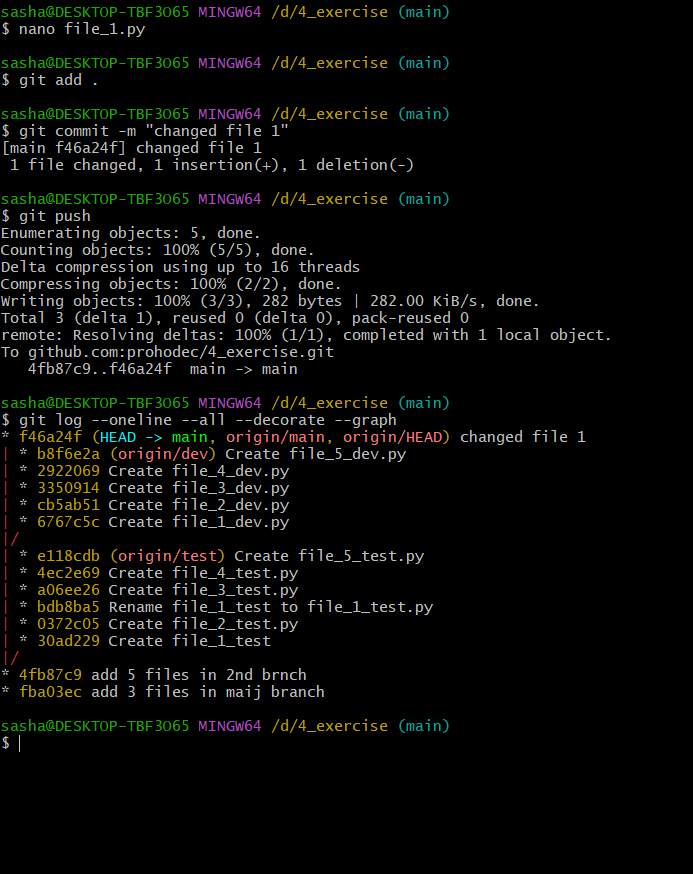 sasha@DESKTOP-TBF3O65 MINGW64 /d/4_exercise (main)
$ nano file_1.py
sasha@DESKTOP-TBF3O65 MINGW64 /d/4_exercise (main)
$ git add .
sasha@DESKTOP-TBF3O65 MINGW64 /d/4_exercise (main)
$ git commit -m "changed file 1"
[main f46a24f] changed file 1
 1 file changed, 1 insertion(+), 1 deletion(-)
sasha@DESKTOP-TBF3O65 MINGW64 /d/4_exercise (main)
$ git push
Enumerating objects: 5, done.
Counting objects: 100% (5/5), done.
Delta compression using up to 16 threads
Compressing objects: 100% (2/2), done.
Writing objects: 100% (3/3), 282 bytes | 282.00 KiB/s, done.
Total 3 (delta 1), reused 0 (delta 0), pack-reused 0
remote: Resolving deltas: 100% (1/1), completed with 1 local object.
To github.com:prohodec/4_exercise.git
   4fb87c9..f46a24f  main -> main
sasha@DESKTOP-TBF3O65 MINGW64 /d/4_exercise (main)
$ git log --oneline --all --decorate --graph
* f46a24f (HEAD -> main, origin/main, origin/HEAD) changed file 1
| * b8f6e2a (origin/dev) Create file_5_dev.py
| * 2922069 Create file_4_dev.py
| * 3350914 Create file_3_dev.py
| * cb5ab51 Create file_2_dev.py
| * 6767c5c Create file_1_dev.py
|/
| * e118cdb (origin/test) Create file_5_test.py
| * 4ec2e69 Create file_4_test.py
| * a06ee26 Create file_3_test.py
| * bdb8ba5 Rename file_1_test to file_1_test.py
| * 0372c05 Create file_2_test.py
| * 30ad229 Create file_1_test
|/
* 4fb87c9 add 5 files in 2nd brnch
* fba03ec add 3 files in maij branch
sasha@DESKTOP-TBF3O65 MINGW64 /d/4_exercise (main)
$